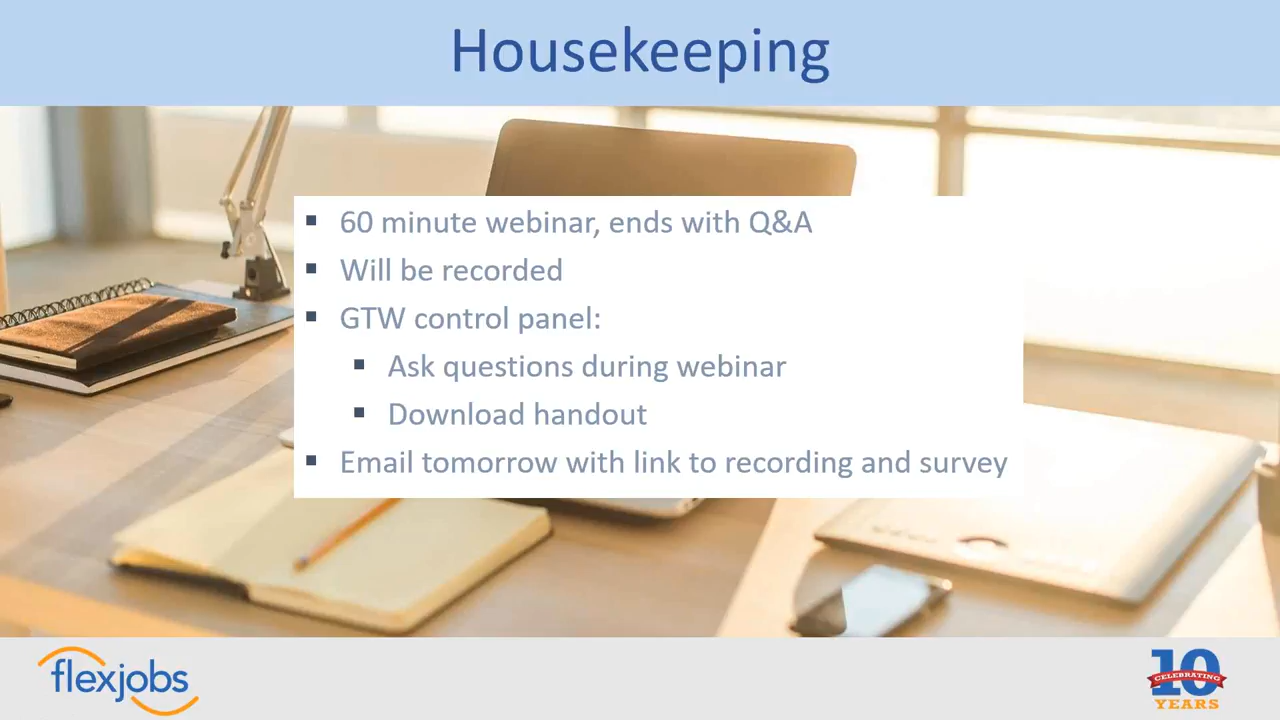 Housekeeping
▪ 60 minute webinar, ends with Q&A
▪ Will be recorded
▪ GTW control panel:
▪ Ask questions during webinar
▪ Download handout
▪ Email tomorrow with link to recording and survey
flexjobs
10
CELEBRATING
YEARS